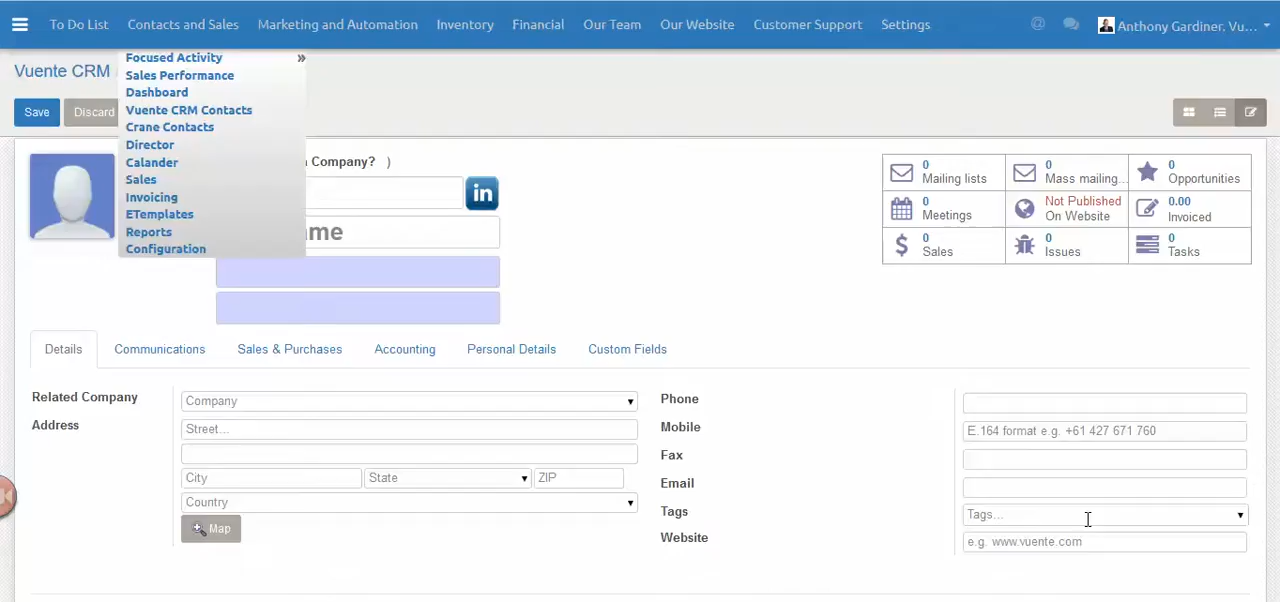 To Do List Contacts and Sales Marketing and Automation Inventory Financial Our Team Our Website Customer Support Settings @ Anthony Gardiner, Vu...
Vuente CRM
Focused Activity »
Sales Performance
Dashboard
Vuente CRM Contacts
Crane Contacts
Director
Calander
Sales
Invoicing
ETemplates
Reports
Configuration
Save Discard
Company? )
in
me
0 Mailing lists
0 Mass mailing...
0 Opportunities
0 Meetings
Not Published On Website
0.00 Invoiced
0 Sales
0 Issues
0 Tasks
Details Communications Sales & Purchases Accounting Personal Details Custom Fields
Related Company Company
Address Street...
City State ZIP
Country
Map
Phone
Mobile E.164 format e.g. +61 427 671 760
Fax
Email
Tags Tags...
Website e.g. www.vuente.com